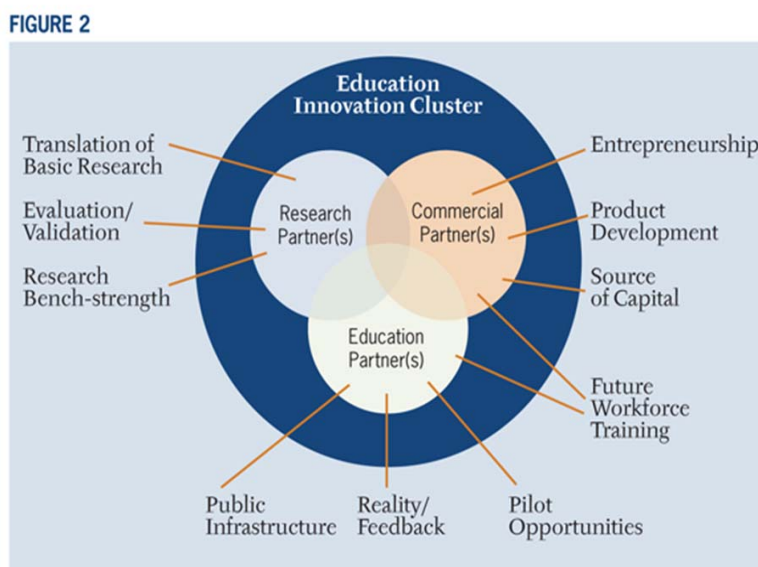 FIGURE 2
Education
Innovation Cluster
Translation of
Basic Research
Entrepreneurship
Evaluation/
Validation
Research
Partner(s)
Commercial
Partner(s)
Product
Development
Research
Bench-strength
Source
of Capital
Education
Partner(s)
Future
Workforce
Training
Public
Infrastructure
Reality/
Feedback
Pilot
Opportunities